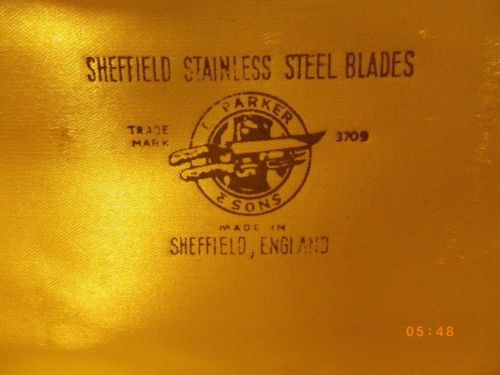 SHEFFIELD STAINLESS STEEL BLADES
PARKER
TRADE
MARK
3709
& SONS
MADE IN
SHEFFIELD, ENGLAND
05:48